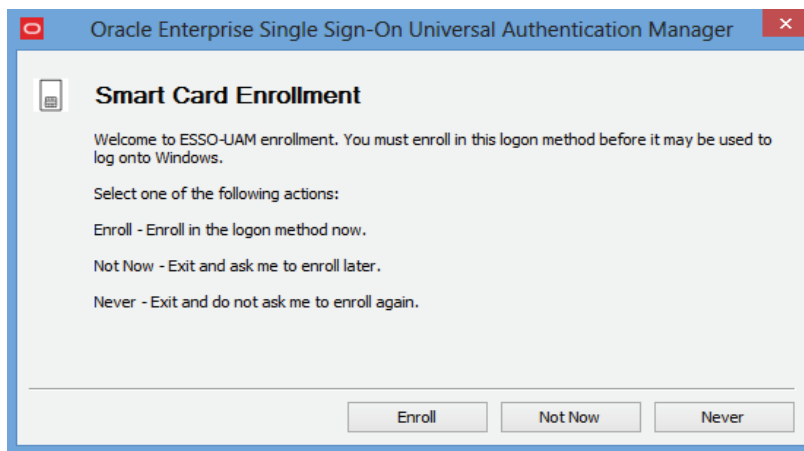 Oracle Enterprise Single Sign-On Universal Authentication Manager
Smart Card Enrollment
Welcome to ESSO-UAM enrollment. You must enroll in this logon method before it may be used to
log onto Windows.
Select one of the following actions:
Enroll - Enroll in the logon method now.
Not Now - Exit and ask me to enroll later.
Never - Exit and do not ask me to enroll again.
Enroll
Not Now
Never